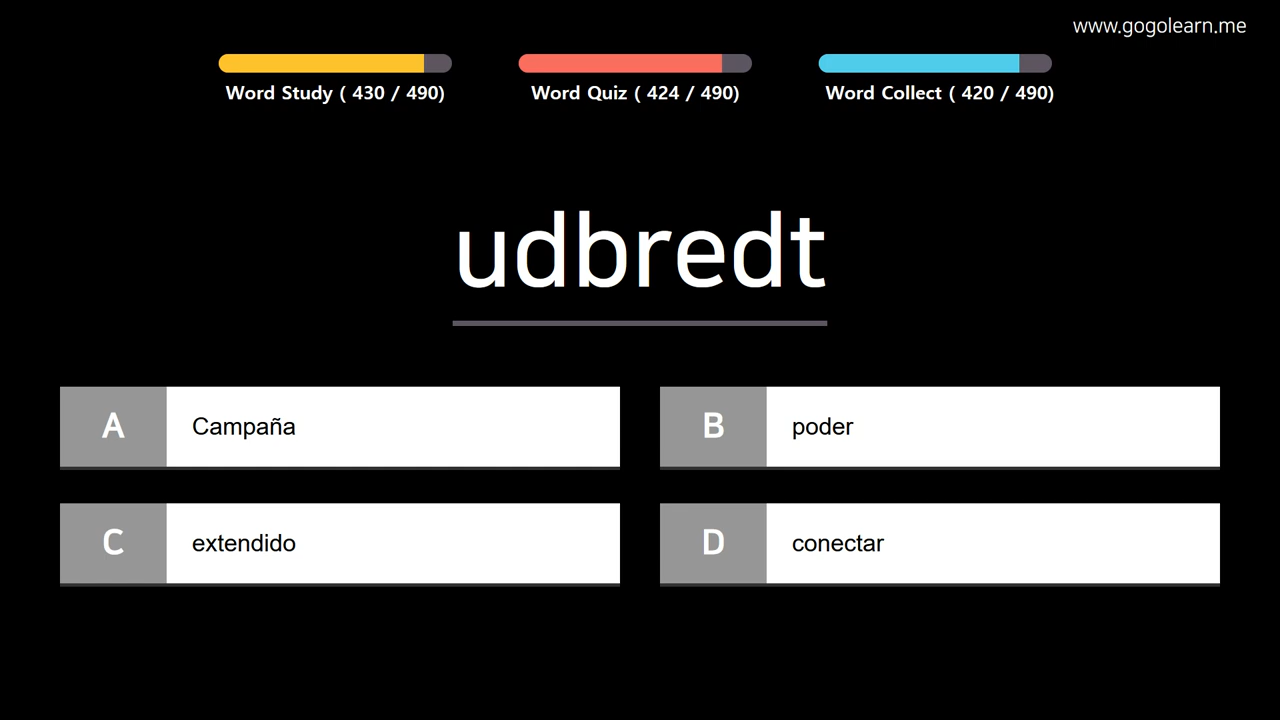 www.gogolearn.me
Word Study ( 430 / 490)
Word Quiz ( 424 / 490)
Word Collect ( 420 / 490)
udbredt
A Campaña
B poder
C extendido
D conectar